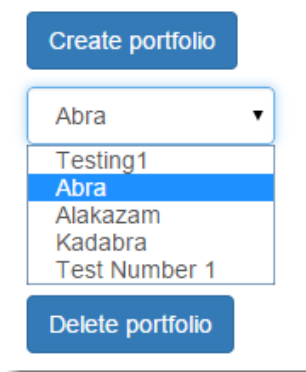 Create portfolio
Abra
Testing1
Abra
Alakazam
Kadabra
Test Number 1
Delete portfolio